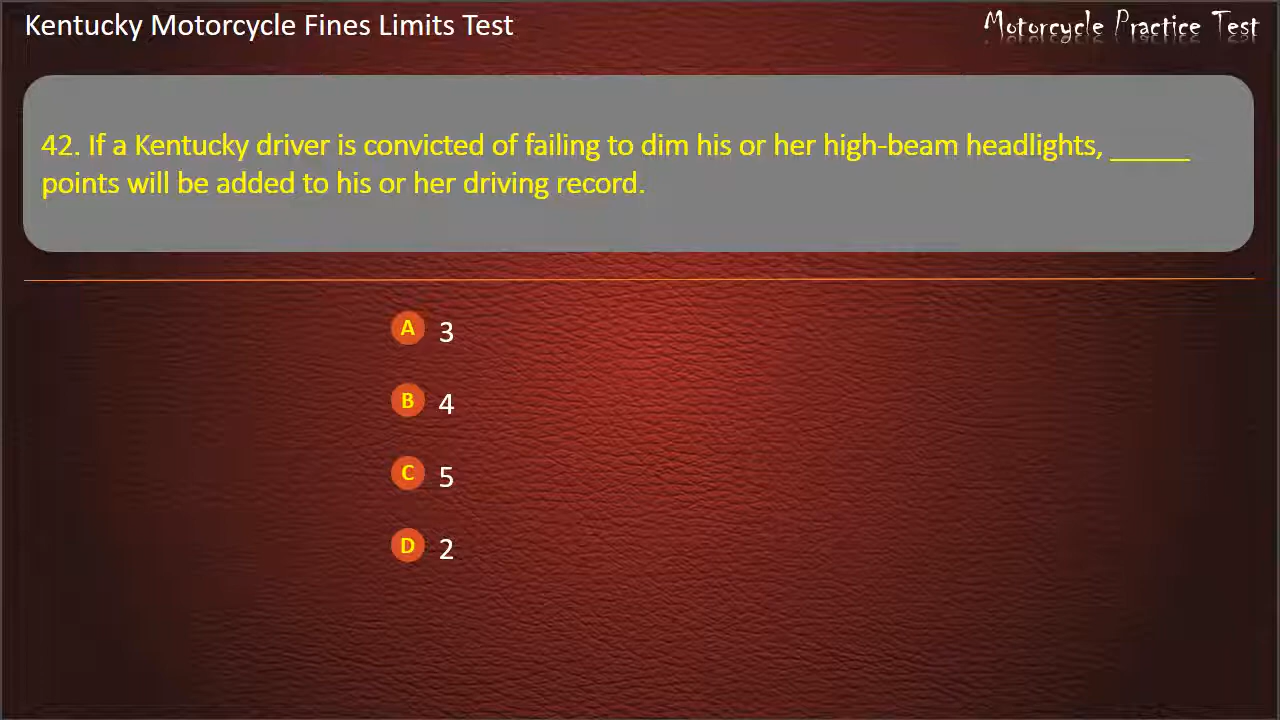 Kentucky Motorcycle Fines Limits Test
Motorcycle Practice Test
42. If a Kentucky driver is convicted of failing to dim his or her high-beam headlights, _____
points will be added to his or her driving record.
A 3
B 4
C 5
D 2